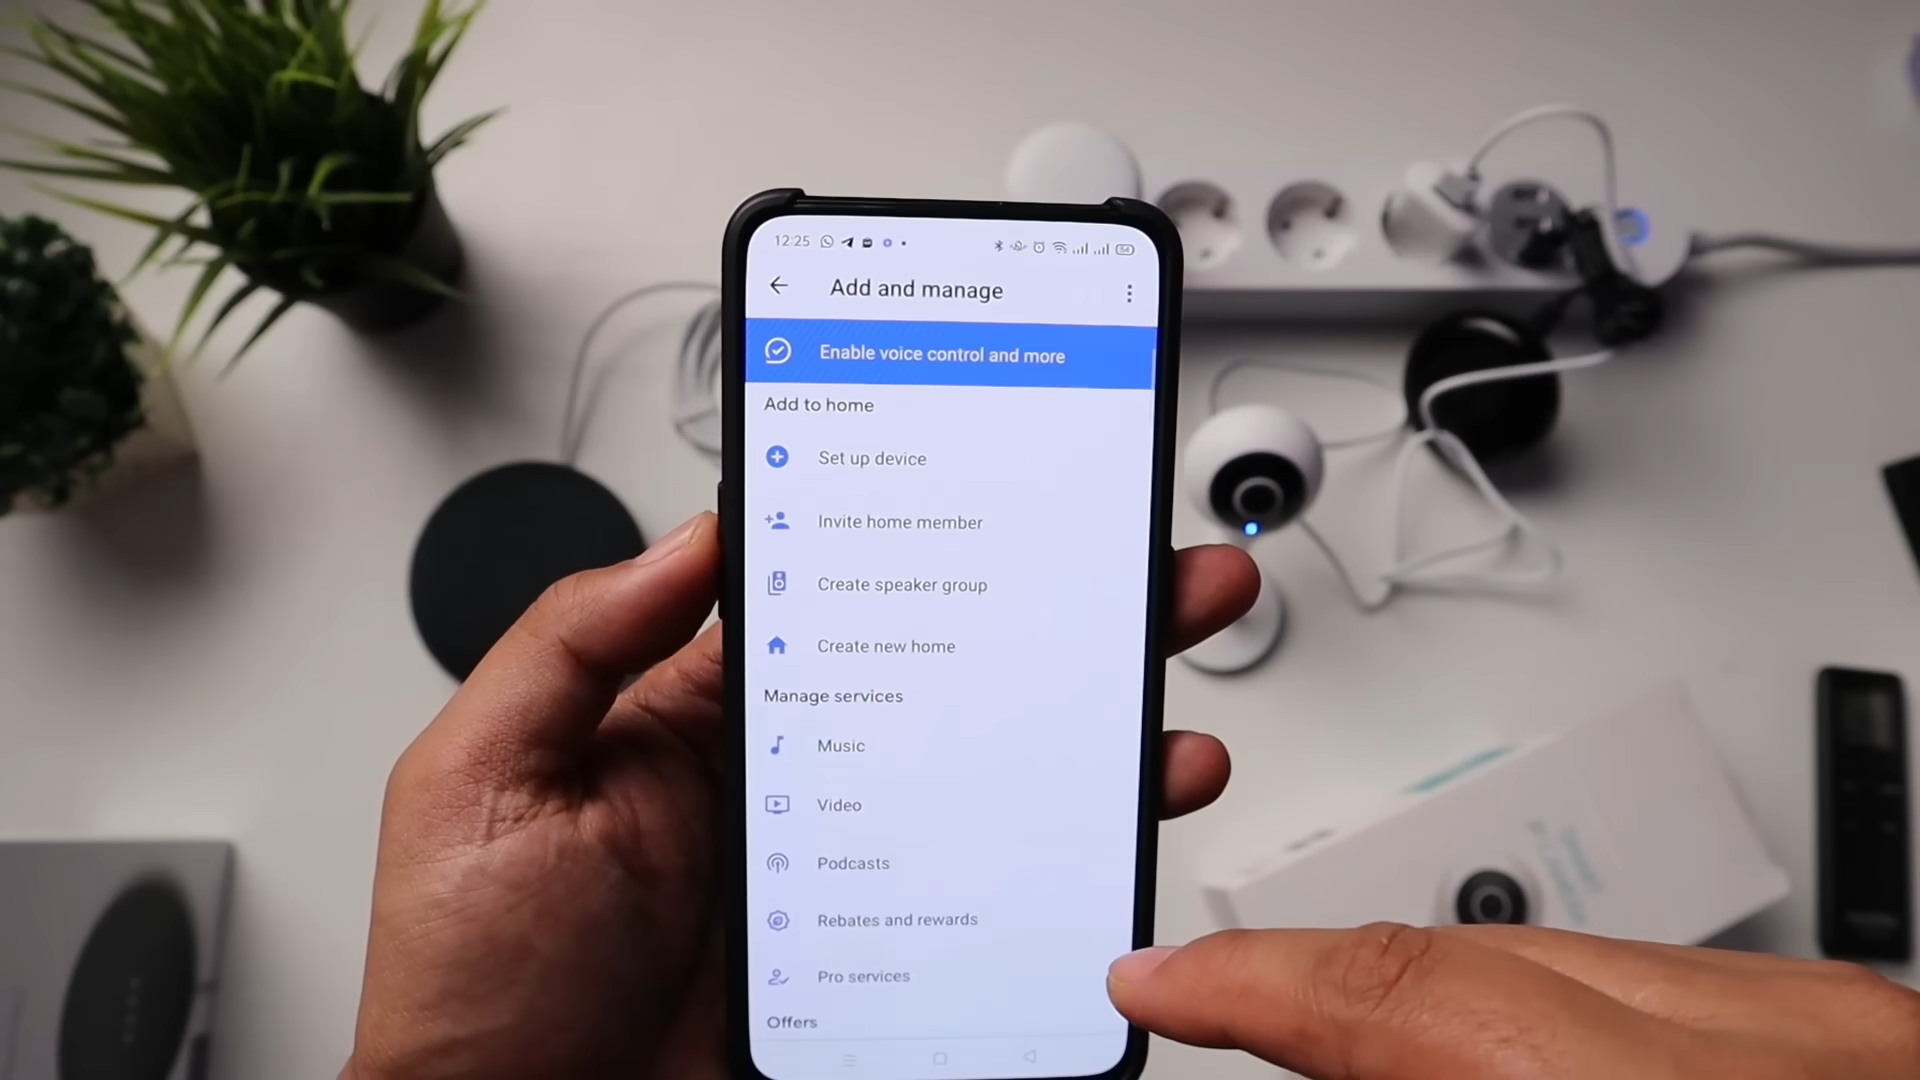 12:25
54
Add and manage
Enable voice control and more
Add to home
Set up device
Invite home member
Create speaker group
Create new home
Manage services
Music
Video
Podcasts
Rebates and rewards
Pro services
Offers